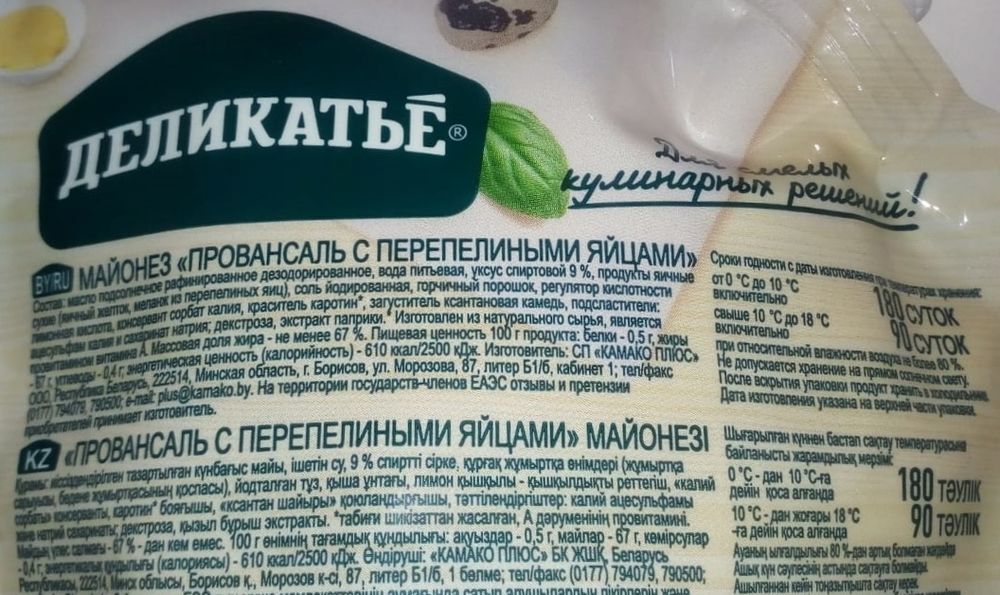 ДЕЛИКАТЬЕ®
Для смелых
кулинарных решений!
BY/RU МАЙОНЕЗ «ПРОВАНСАЛЬ С ПЕРЕПЕЛИНЫМИ ЯЙЦАМИ»
Состав: масло подсолнечное рафинированное дезодорированное, вода питьевая, уксус спиртовой 9 %, продукты яичные
сухие (яичный желток, меланж из перепелиных яиц), соль йодированная, горчичный порошок, регулятор кислотности
лимонная кислота, консервант сорбат калия, краситель каротин*, загуститель ксантановая камедь, подсластители:
ацесульфам калия и сахаринат натрия; декстроза, экстракт паприки.* Изготовлен из натурального сырья, является
провитамином витамина А. Массовая доля жира - не менее 67 %. Пищевая ценность 100 г продукта: белки - 0,5 г, жиры
- 67 г, углеводы - 0,4 г; энергетическая ценность (калорийность) - 610 ккал/2500 кДж. Изготовитель: СП «КАМАКО ПЛЮС»
ООО, Республика Беларусь, 222514, Минская область, г. Борисов, ул. Морозова, 87, литер Б1/6, кабинет 1; тел/факс
(0177) 794079, 790500; e-mail: plus@kamako.by. На территории государств-членов ЕАЭС отзывы и претензии
приобретателей принимает изготовитель.
Сроки годности с даты изготовления при температурах хранения:
от 0 °С до 10 °С
включительно 180 СУТОК
свыше 10 °С до 18 °С
включительно 90 СУТОК
при относительной влажности воздуха не более 80 %.
Не допускается хранение на прямом солнечном свету.
После вскрытия упаковки продукт хранить в холодильнике.
Дата изготовления указана на верхней части упаковки.
KZ «ПРОВАНСАЛЬ С ПЕРЕПЕЛИНЫМИ ЯЙЦАМИ» МАЙОНЕЗІ
Құрамы: иіссіздендірілген тазартылған күнбағыс майы, ішетін су, 9 % спиртті сірке, құрғақ жұмыртқа өнімдері (жұмыртқа
сарыуызы, бөдене жұмыртқасының қоспасы), йодталған тұз, қыша ұнтағы, лимон қышқылы - қышқылдықты реттегіш, «калий
сорбаты» консерванты, каротин* бояғышы, «ксантан шайыры» қоюландырғышы, тәттілендіргіштер: калий ацесульфамы
және натрий сахаринаты; декстроза, қызыл бұрыш экстракты. *табиғи шикізаттан жасалған, А дәруменінің провитамині.
Майдың үлес салмағы - 67 % - дан кем емес. 100 г өнімнің тағамдық құндылығы: ақуыздар - 0,5 г, майлар - 67 г, көмірсулар
- 0,4 г; энергетикалық құндылығы (калориясы) - 610 ккал/2500 кДж. Өндіруші: «КАМАКО ПЛЮС» БК ЖШҚ, Беларусь
Республикасы, 222514, Минск облысы, Борисов қ., Морозов к-сі, 87, литер Б1/6, 1 бөлме; тел/факс (0177) 794079, 790500;
Шығарылған күннен бастап сақтау температурасына
байланысты жарамдылық мерзімі:
0 °С - дан 10 °С-ға
дейін қоса алғанда 180 ТӘУЛІК
10 °С - дан жоғары 18 °С
-ға дейін қоса алғанда 90 ТӘУЛІК
Ауаның ылғалдылығы 80 %-дан артық болмаған жағдайда
Ашық күн сәулесінің астында сақтауға болмайды.
Ашылғаннан кейін тоңазытқышта сақтау керек.